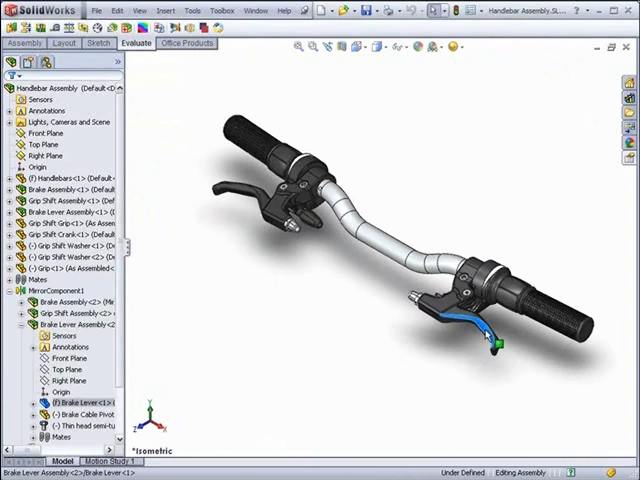 SolidWorks
File Edit View Insert Tools Toolbox Window Help
Handlebar Assembly.SL...
Assembly Layout Sketch Evaluate Office Products
Handlebar Assembly (Default<D
Sensors
Annotations
Lights, Cameras and Scene
Front Plane
Top Plane
Right Plane
Origin
(f) Handlebars<1> (Default<
Brake Assembly<1> (Default
Grip Shift Assembly<1> (Def
Brake Lever Assembly<1> (D
Grip Shift Grip<1> (As Assem
Grip Shift Crank<1> (Default
(-) Grip Shift Washer<1> (De
(-) Grip Shift Washer<2> (De
(-) Grip<1> (As Assembled<
Mates
MirrorComponent1
Brake Assembly<2> (Mir
Grip Shift Assembly<2> (
Brake Lever Assembly<2
Sensors
Annotations
Front Plane
Top Plane
Right Plane
Origin
(f) Brake Lever<1> (
(-) Brake Cable Pivot
(-) Thin head semi-tu
Mates
Y
Z
X
*Isometric
Model Motion Study 1
Brake Lever Assembly<2>/Brake Lever<1>
Under Defined Editing Assembly